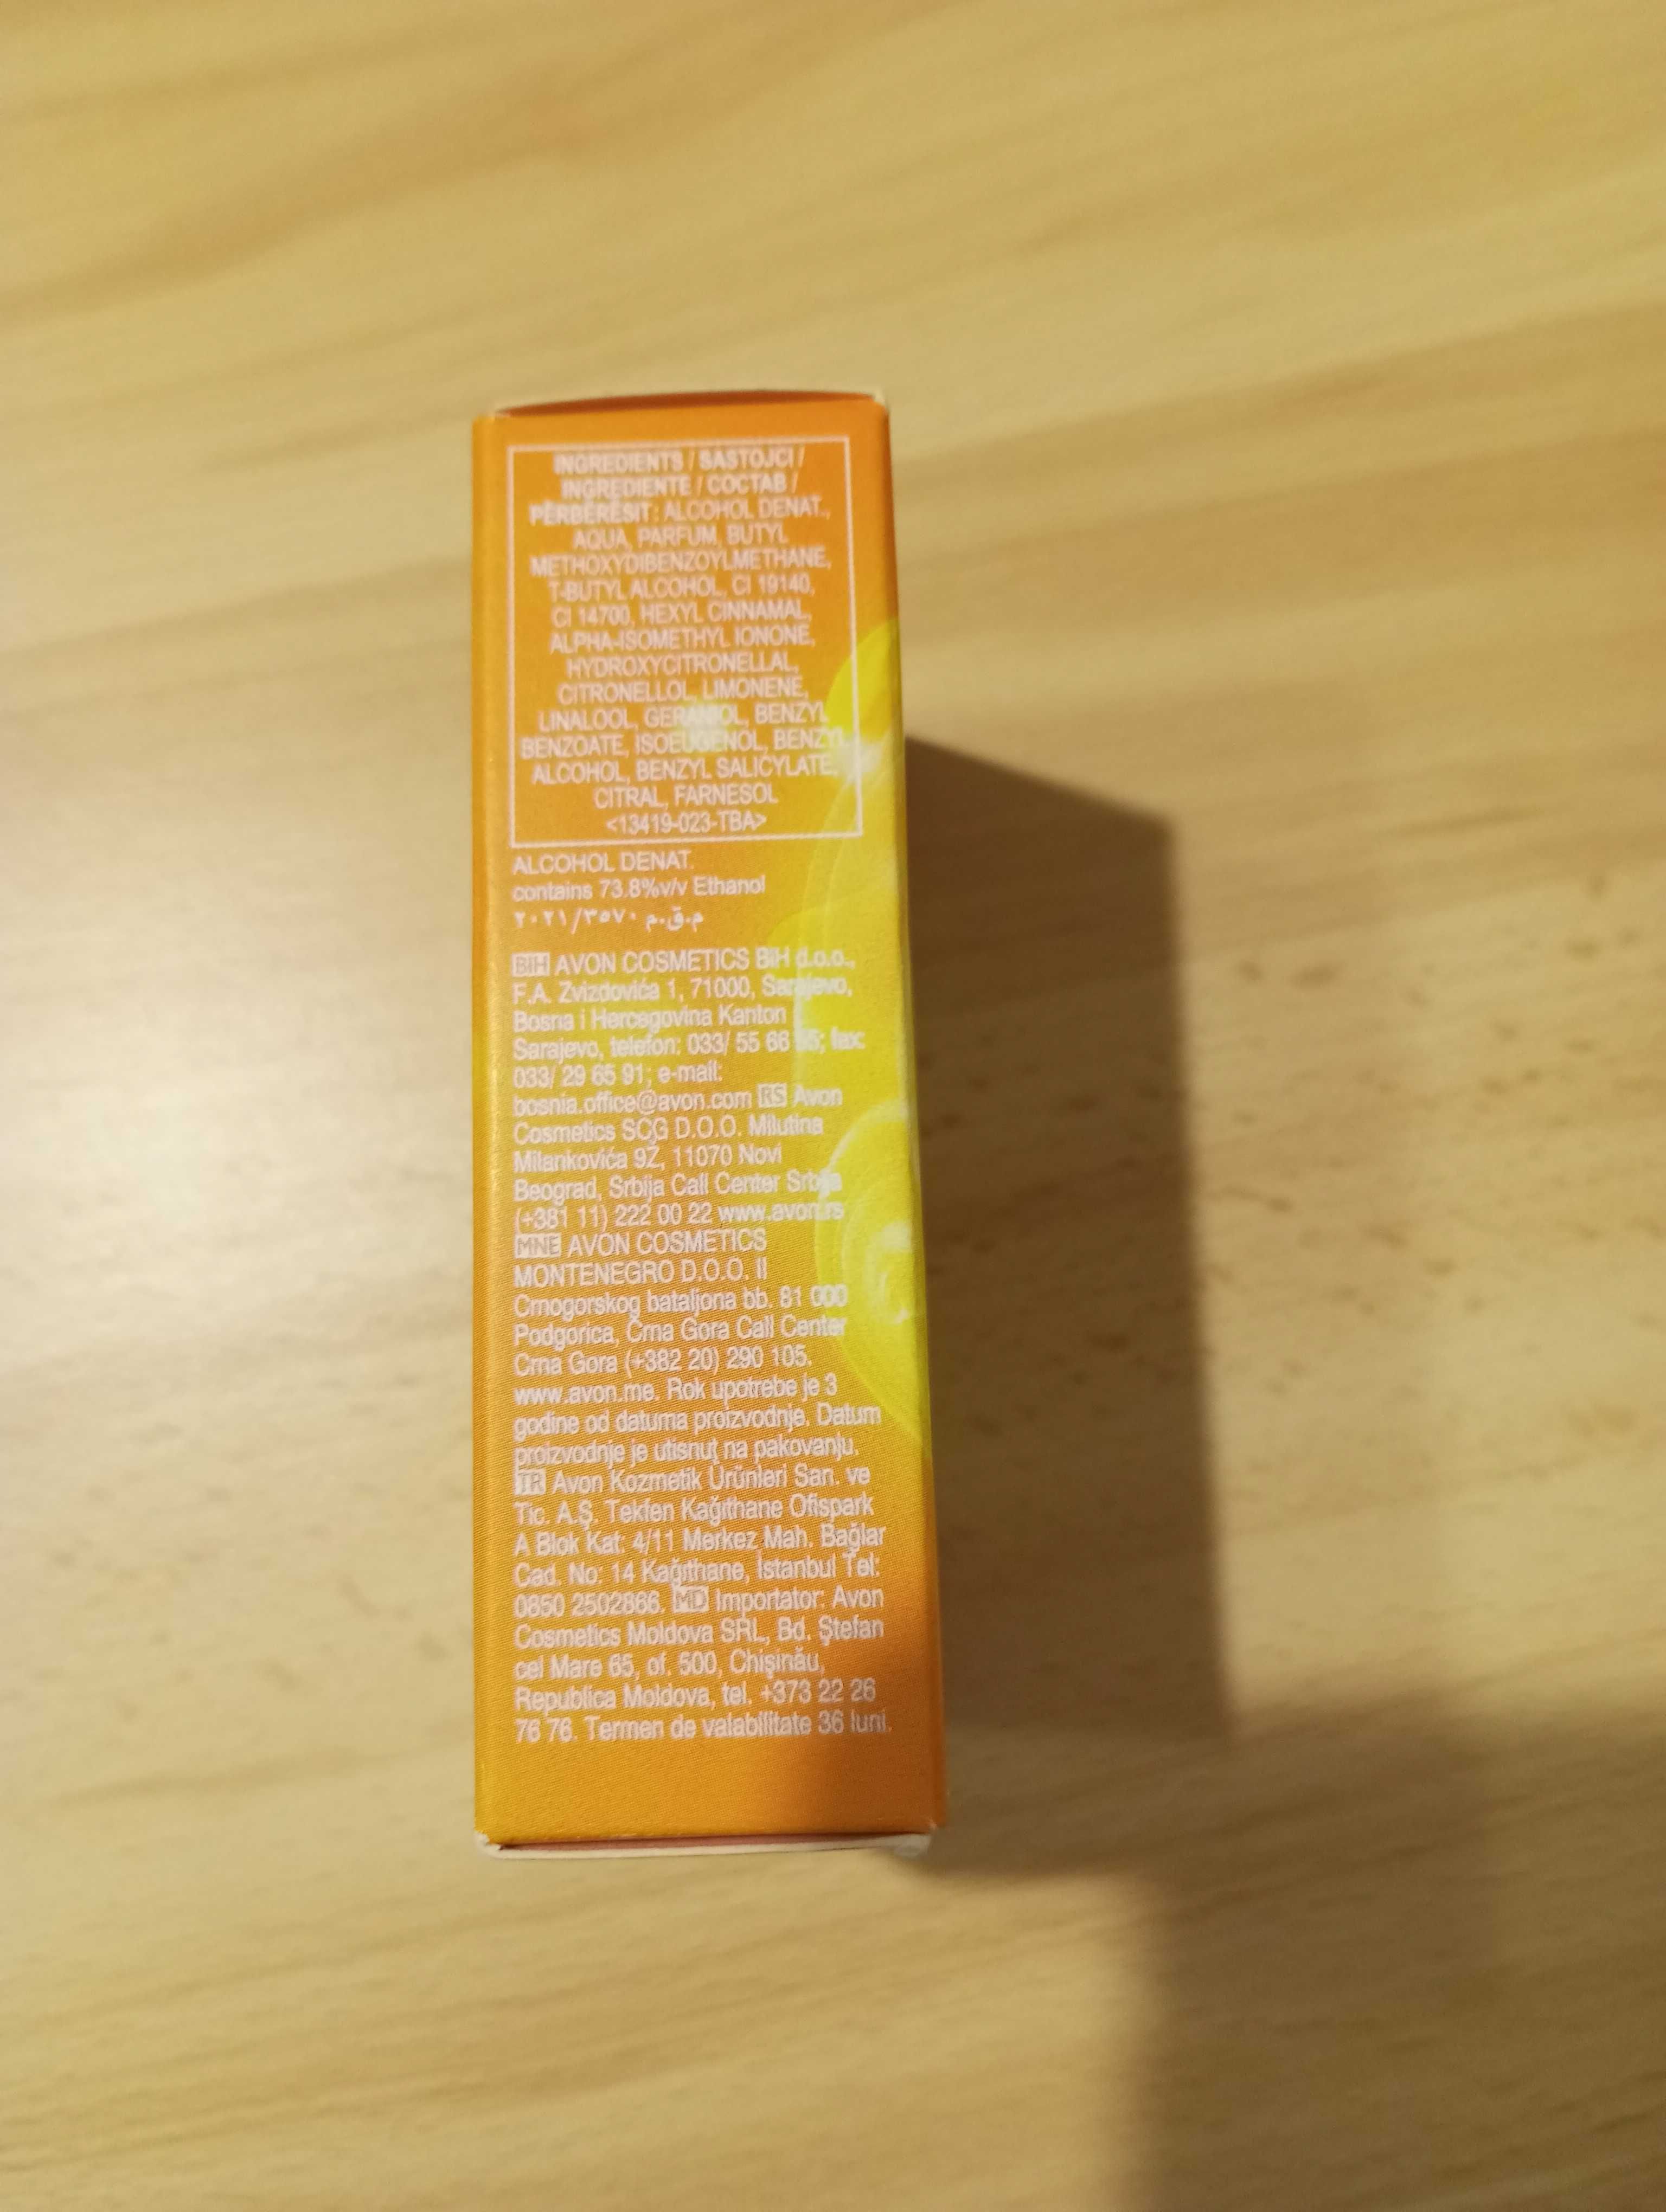 INGREDIENTS / SASTOJCI /
INGREDIENTE / СОСТАВ /
PËRBËRËSIT: ALCOHOL DENAT.,
AQUA, PARFUM, BUTYL
METHOXYDIBENZOYLMETHANE,
T-BUTYL ALCOHOL, CI 19140,
CI 14700, HEXYL CINNAMAL,
ALPHA-ISOMETHYL IONONE,
HYDROXYCITRONELLAL,
CITRONELLOL, LIMONENE,
LINALOOL, GERANIOL, BENZYL
BENZOATE, ISOEUGENOL, BENZYL
ALCOHOL, BENZYL SALICYLATE,
CITRAL, FARNESOL
<13419-023-TBA>
ALCOHOL DENAT.
contains 73.8%v/v Ethanol
م.ق.م ٢٠٢١/٣٥٧٠
BIH AVON COSMETICS BIH d.o.o.,
F.A. Zvizdovića 1, 71000, Sarajevo,
Bosna i Hercegovina Kanton
Sarajevo, telefon: 033/ 55 66 ; fax:
033/ 29 65 91; e-mail:
bosnia.office@avon.com RS Avon
Cosmetics SCG D.O.O. Milutina
Milankovića 9Ž, 11070 Novi
Beograd, Srbija Call Center Srbija
(+381 11) 222 00 22 www.avon.rs
MNE AVON COSMETICS
MONTENEGRO D.O.O. II
Crnogorskog bataljona bb. 81 000
Podgorica, Crna Gora Call Center
Crna Gora (+382 20) 290 105.
www.avon.me. Rok upotrebe je 3
godine od datuma proizvodnje. Datum
proizvodnje je utisnut na pakovanju.
TR Avon Kozmetik Ürünleri San. ve
Tic. A.Ş. Tekfen Kağıthane Ofispark
A Blok Kat: 4/11 Merkez Mah. Bağlar
Cad. No: 14 Kağıthane, İstanbul Tel:
0850 2502866. MD Importator: Avon
Cosmetics Moldova SRL, Bd. Ştefan
cel Mare 65, of. 500, Chişinău,
Republica Moldova, tel. +373 22 26
76 76. Termen de valabilitate 36 luni.